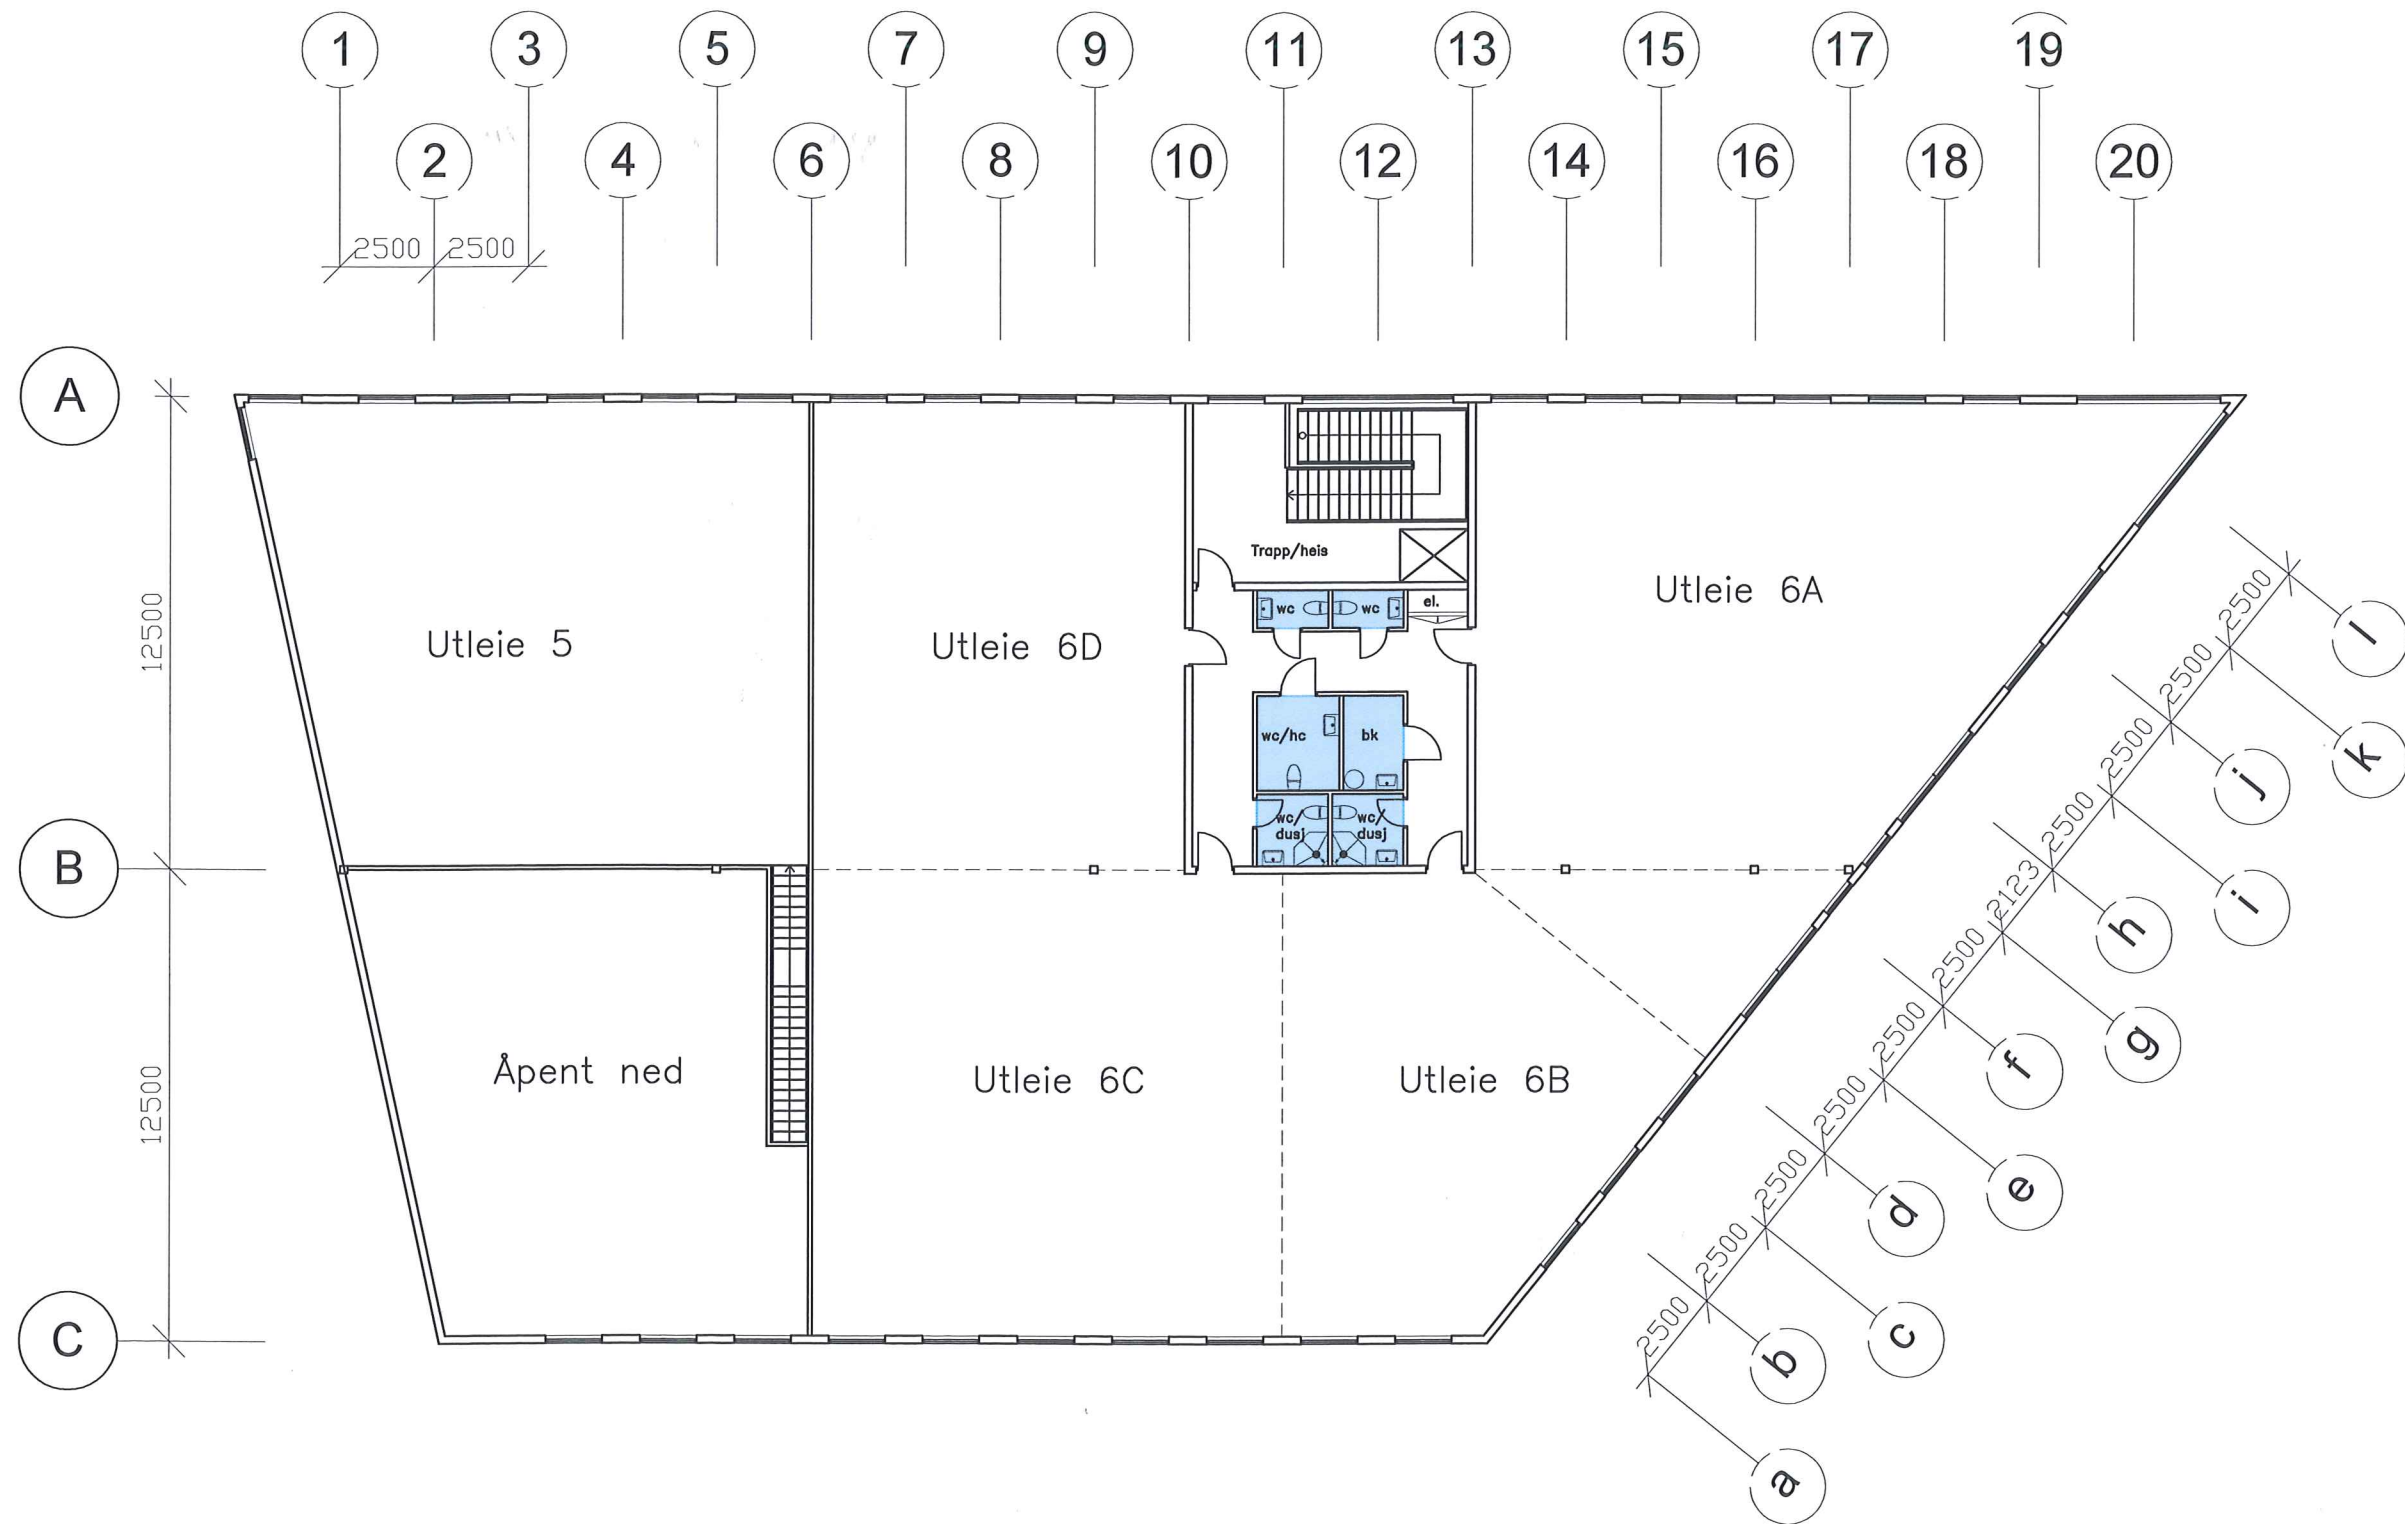 1 3 5 7 9 11 13 15 17 19
2 4 6 8 10 12 14 16 18 20
2500 2500
A
12500
B
12500
C
Utleie 5
Utleie 6D
Trapp/heis
wc wc el.
Utleie 6A
wc/hc bk
wc/
dusj
wc/
dusj
Åpent ned
Utleie 6C
Utleie 6B
2500
2500
2500
2500
2123
2500
2500
2500
2500
2500
2500
l
k
j
i
h
g
f
e
d
c
b
a